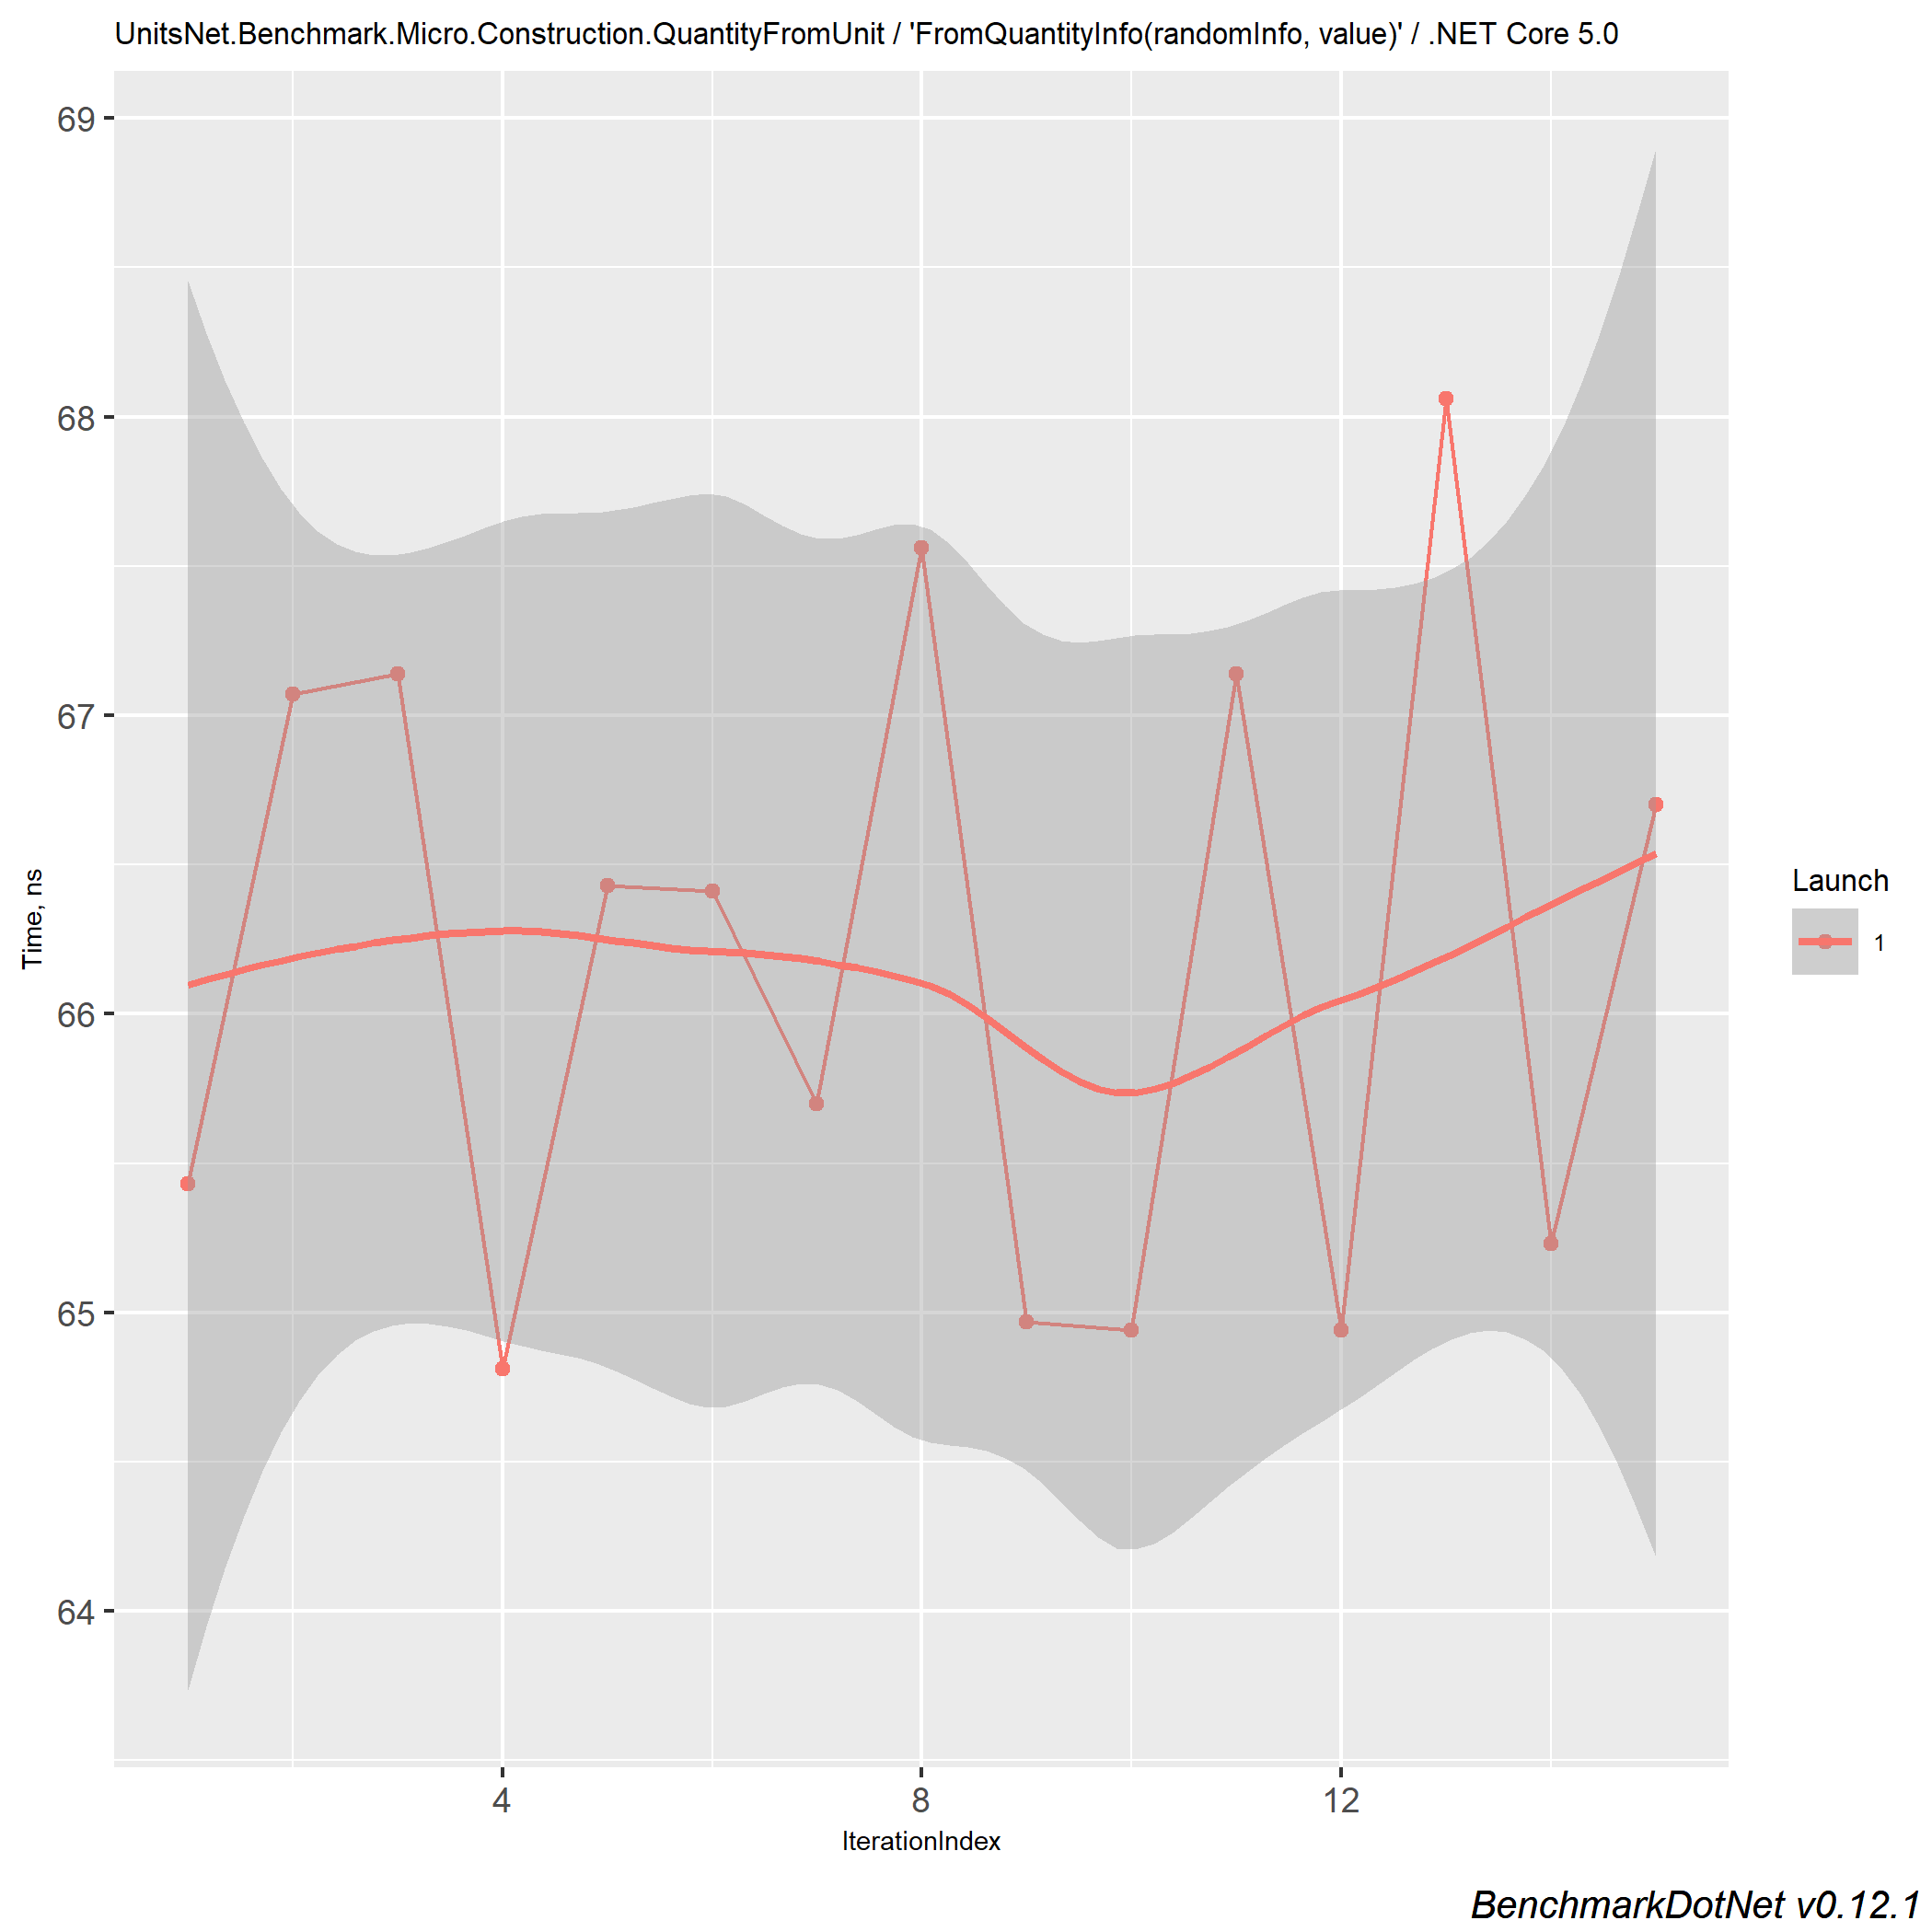 UnitsNet.Benchmark.Micro.Construction.QuantityFromUnit / 'FromQuantityInfo(randomInfo, value)' / .NET Core 5.0
69
68
67
66
65
64
Time, ns
4 8 12
IterationIndex
Launch
1
BenchmarkDotNet v0.12.1